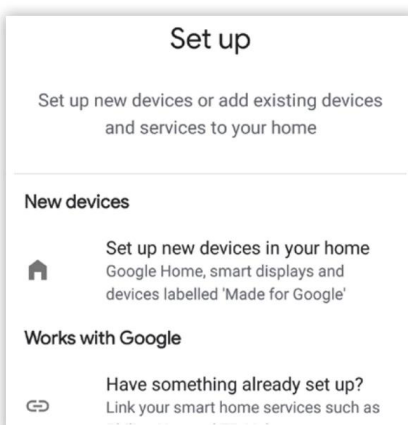 Set up
Set up new devices or add existing devices
and services to your home
New devices
Set up new devices in your home
Google Home, smart displays and
devices labelled 'Made for Google'
Works with Google
Have something already set up?
Link your smart home services such as